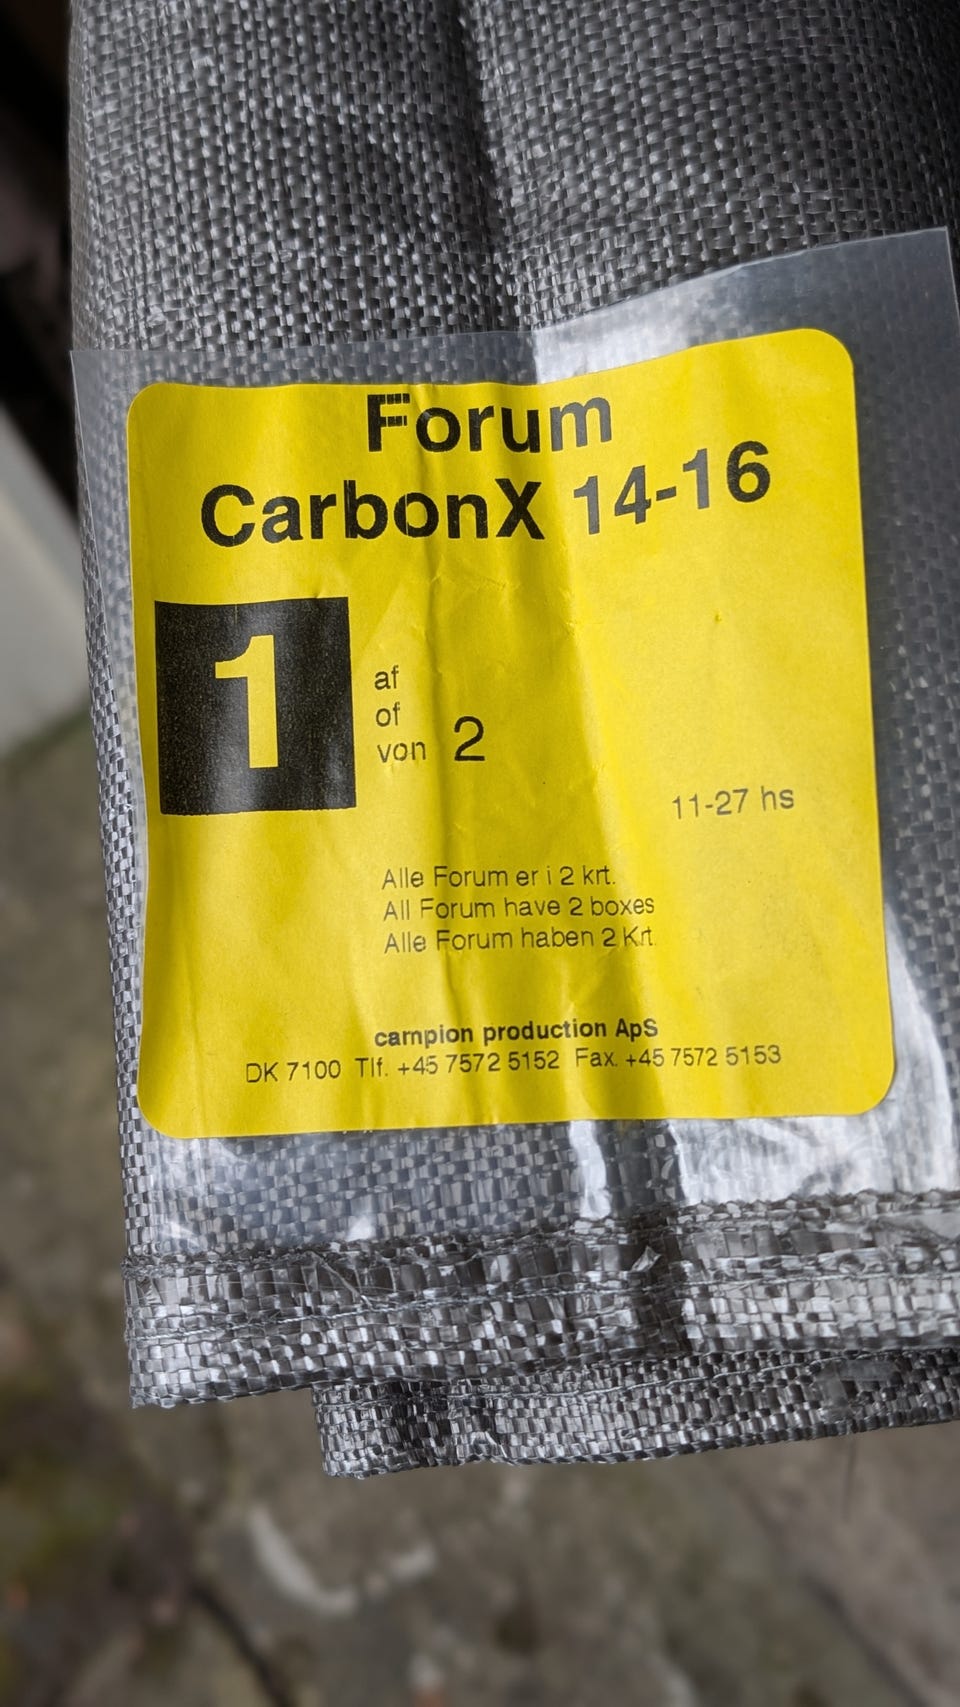 Forum
CarbonX 14-16
1
af
of
von 2
11-27 hs
Alle Forum er i 2 krt.
All Forum have 2 boxes
Alle Forum haben 2 Krt.
campion production ApS
DK 7100 Tlf. +45 7572 5152 Fax. +45 7572 5153